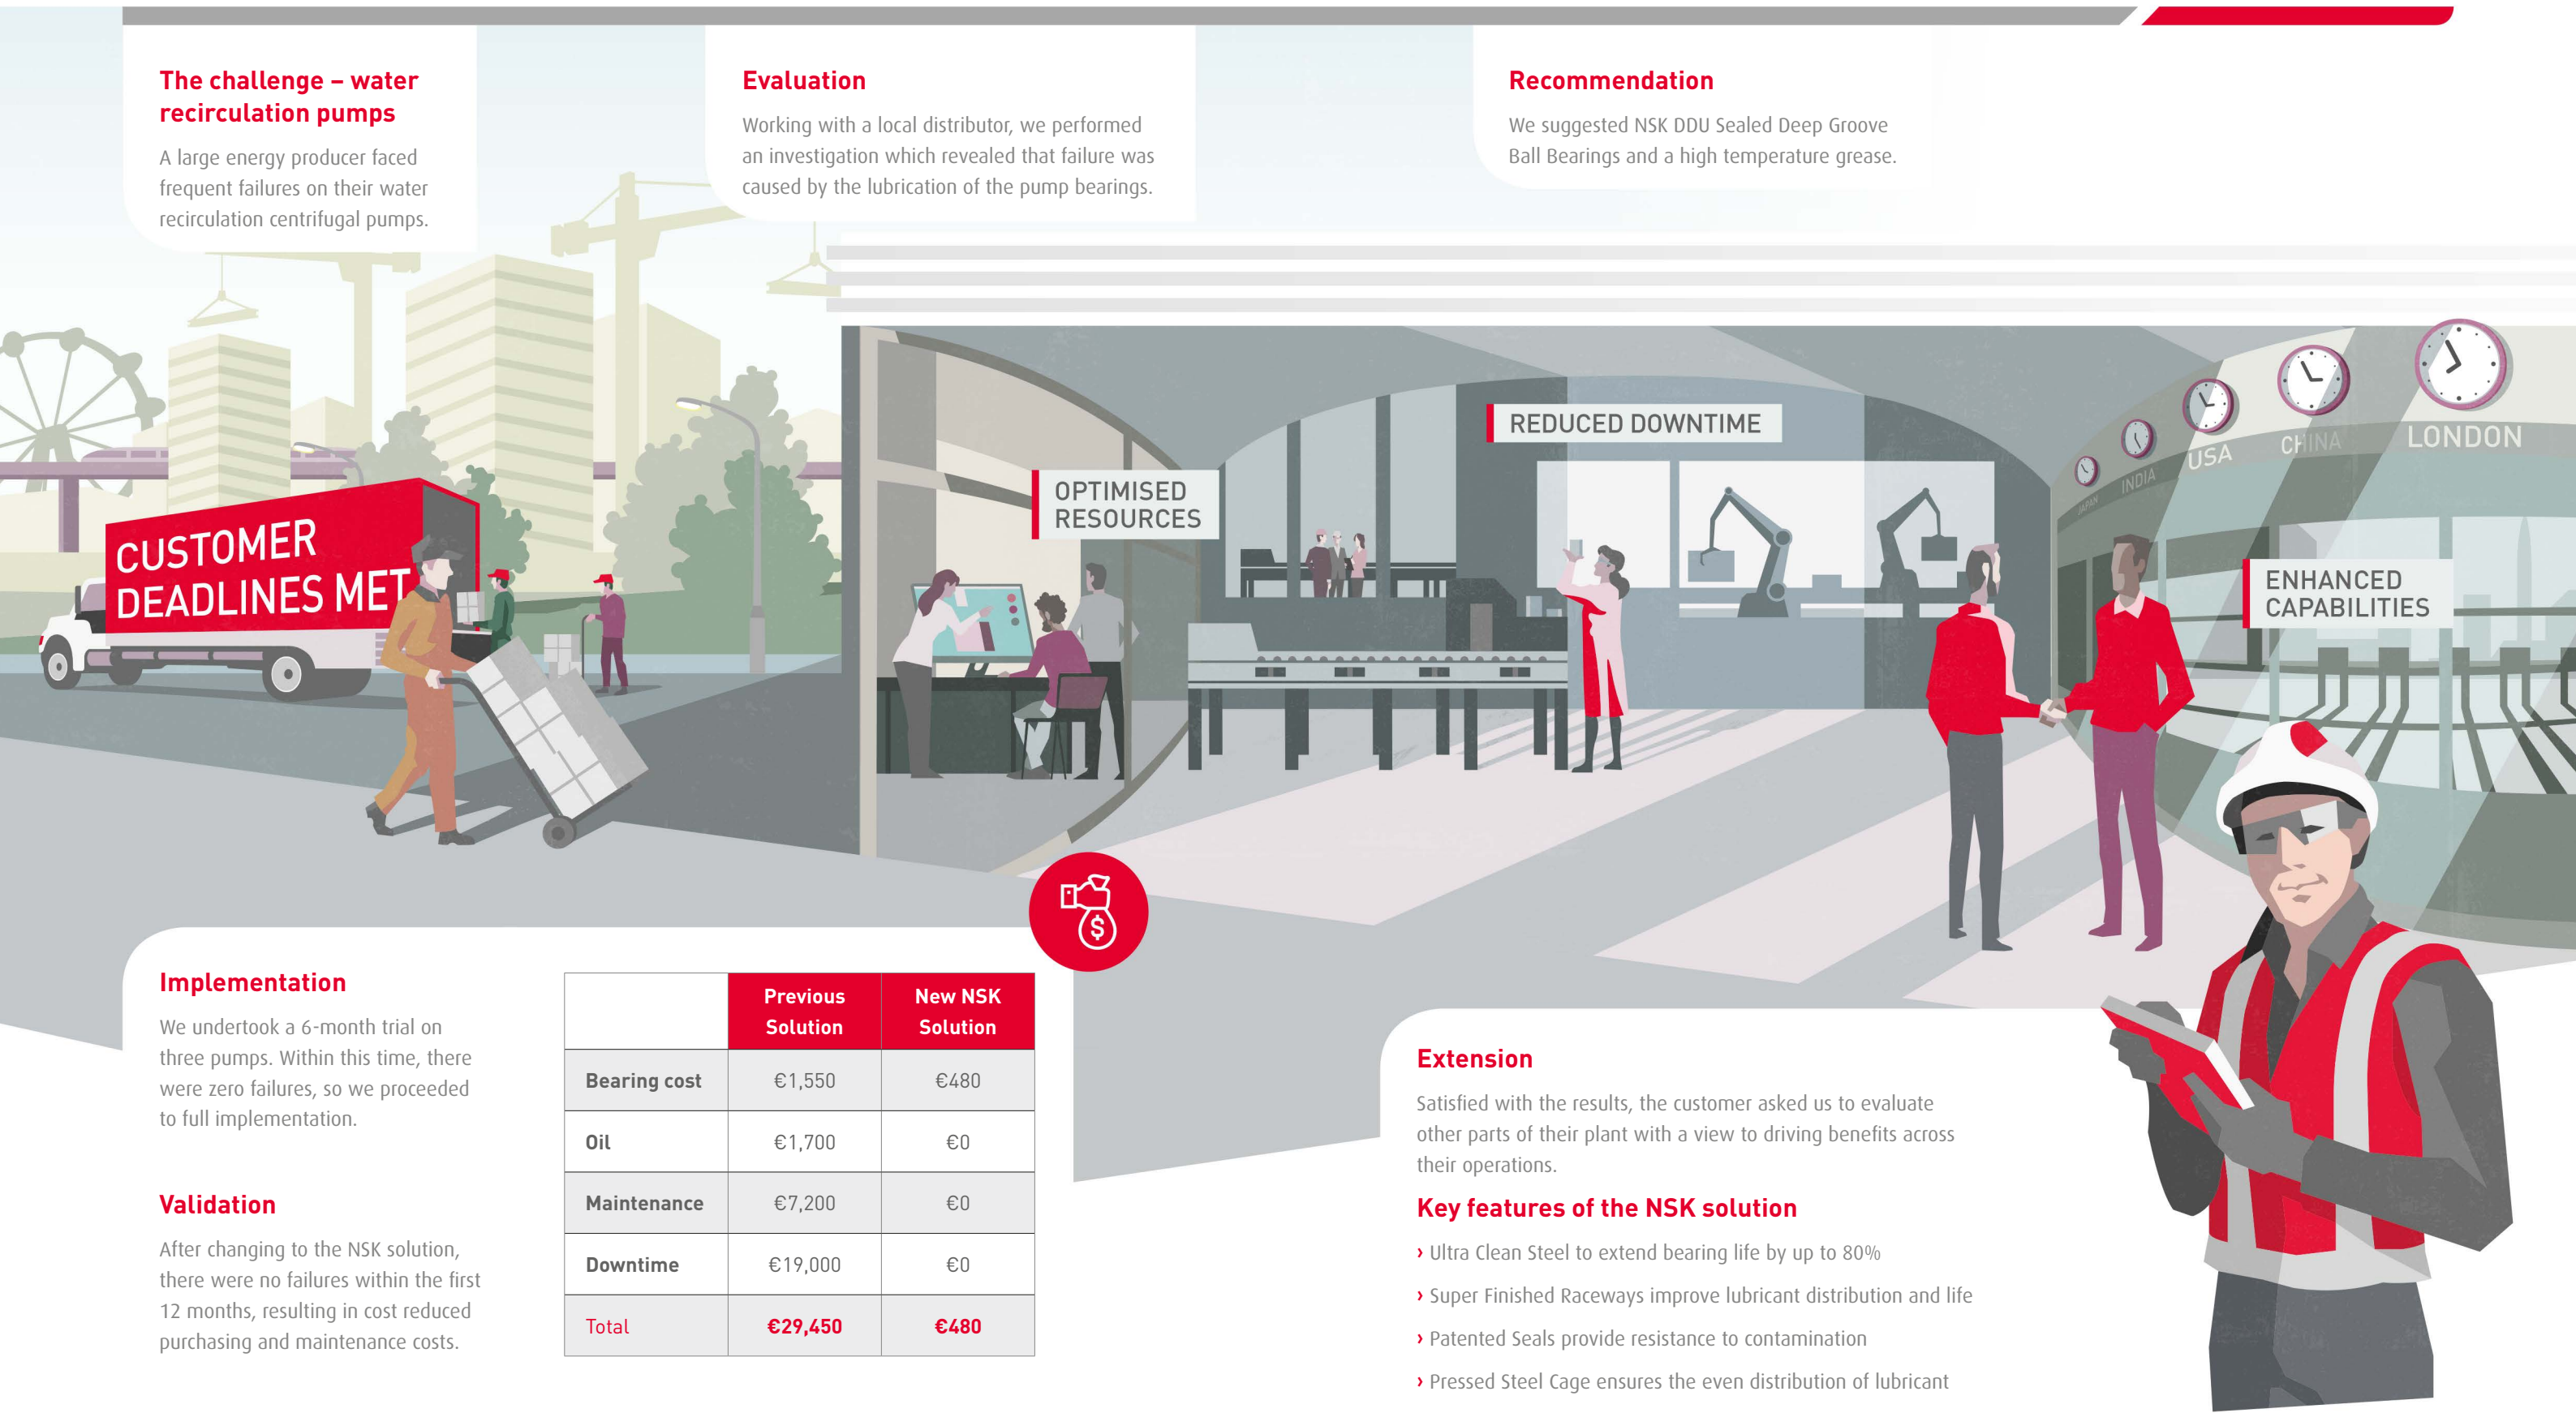 The challenge – water
recirculation pumps
A large energy producer faced
frequent failures on their water
recirculation centrifugal pumps.
Evaluation
Working with a local distributor, we performed
an investigation which revealed that failure was
caused by the lubrication of the pump bearings.
Recommendation
We suggested NSK DDU Sealed Deep Groove
Ball Bearings and a high temperature grease.
CUSTOMER
DEADLINES MET
OPTIMISED
RESOURCES
REDUCED DOWNTIME
JAPAN
INDIA
USA
CHINA
LONDON
ENHANCED
CAPABILITIES
$
Implementation
We undertook a 6-month trial on
three pumps. Within this time, there
were zero failures, so we proceeded
to full implementation.
Validation
After changing to the NSK solution,
there were no failures within the first
12 months, resulting in cost reduced
purchasing and maintenance costs.
Previous Solution New NSK Solution
Bearing cost €1,550 €480
Oil €1,700 €0
Maintenance €7,200 €0
Downtime €19,000 €0
Total €29,450 €480
Extension
Satisfied with the results, the customer asked us to evaluate
other parts of their plant with a view to driving benefits across
their operations.
Key features of the NSK solution
› Ultra Clean Steel to extend bearing life by up to 80%
› Super Finished Raceways improve lubricant distribution and life
› Patented Seals provide resistance to contamination
› Pressed Steel Cage ensures the even distribution of lubricant